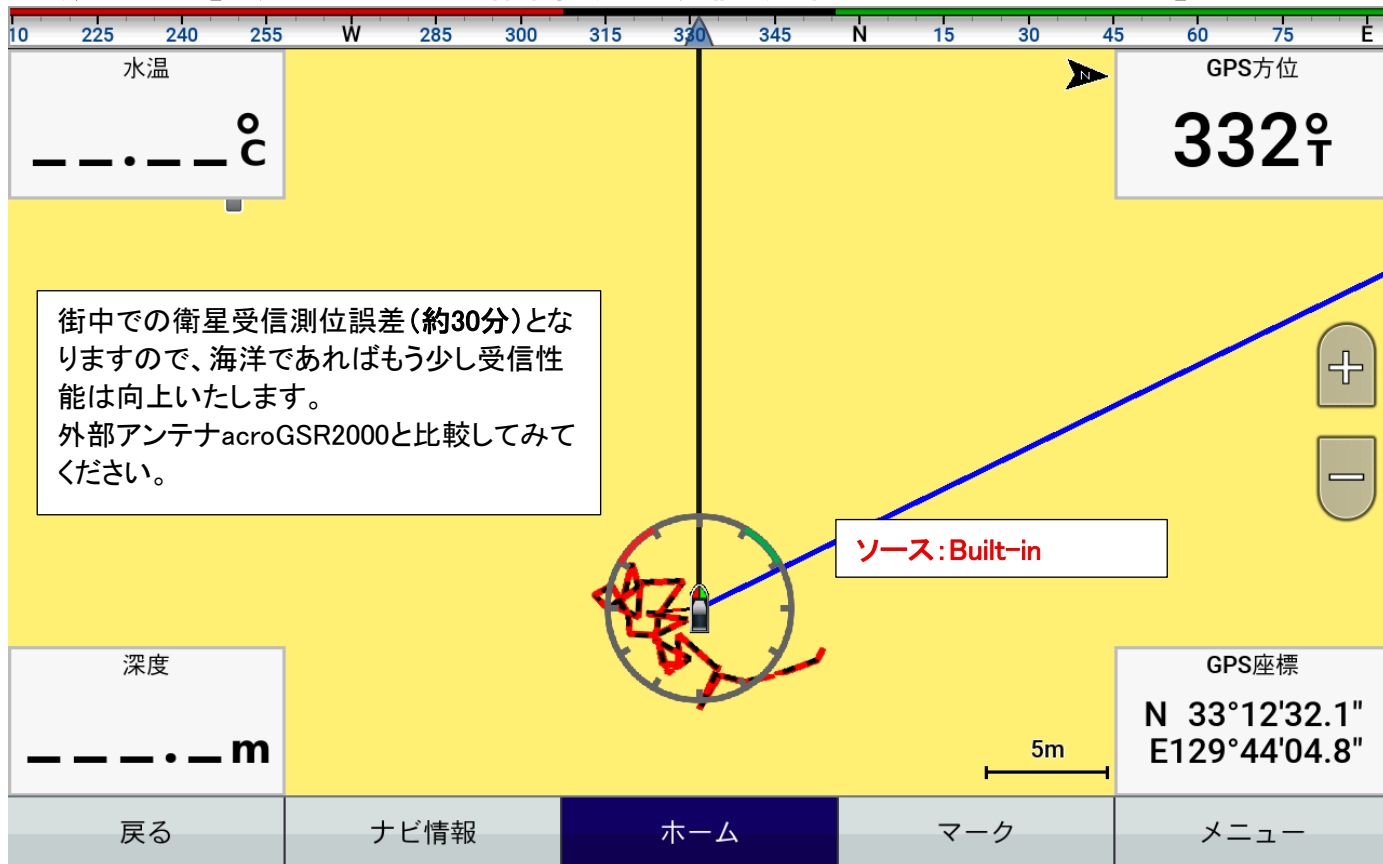 10 225 240 255 W 285 300 315 330 345 N 15 30 45 60 75 E
水温
__.__°C
N
GPS方位
332°T
街中での衛星受信測位誤差（約30分）とな
りますので、海洋であればもう少し受信性
能は向上いたします。
外部アンテナacroGSR2000と比較してみて
ください。
+
−
ソース：Built-in
深度
___._m
5m
GPS座標
N 33°12'32.1"
E129°44'04.8"
戻る ナビ情報 ホーム マーク メニュー